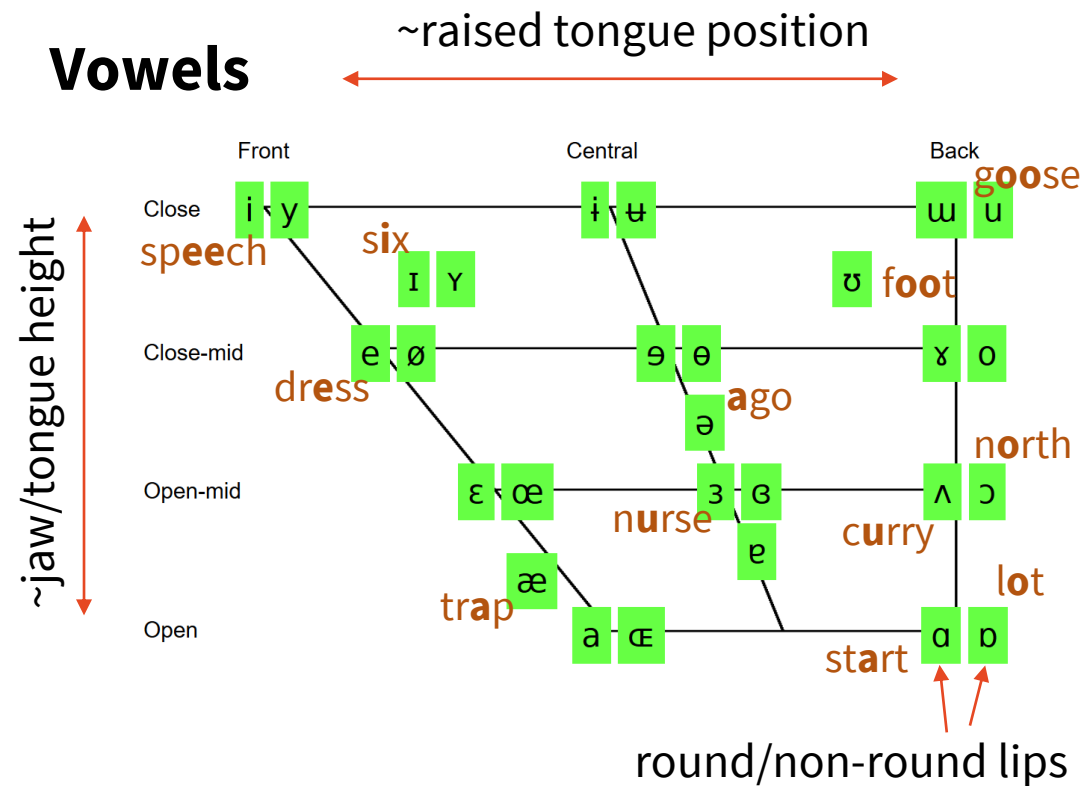 ~raised tongue position
Vowels
Front Central Back
goose
Close i y ɨ ʉ ɯ u
speech six
ɪ ʏ ʊ foot
Close-mid e ø ɘ ɵ ɤ o
dress ago
ə
north
Open-mid ɛ œ ɜ ɞ ʌ ɔ
nurse curry
ɐ
æ lot
trap
Open a ɶ ɑ ɒ
start
round/non-round lips
~jaw/tongue height